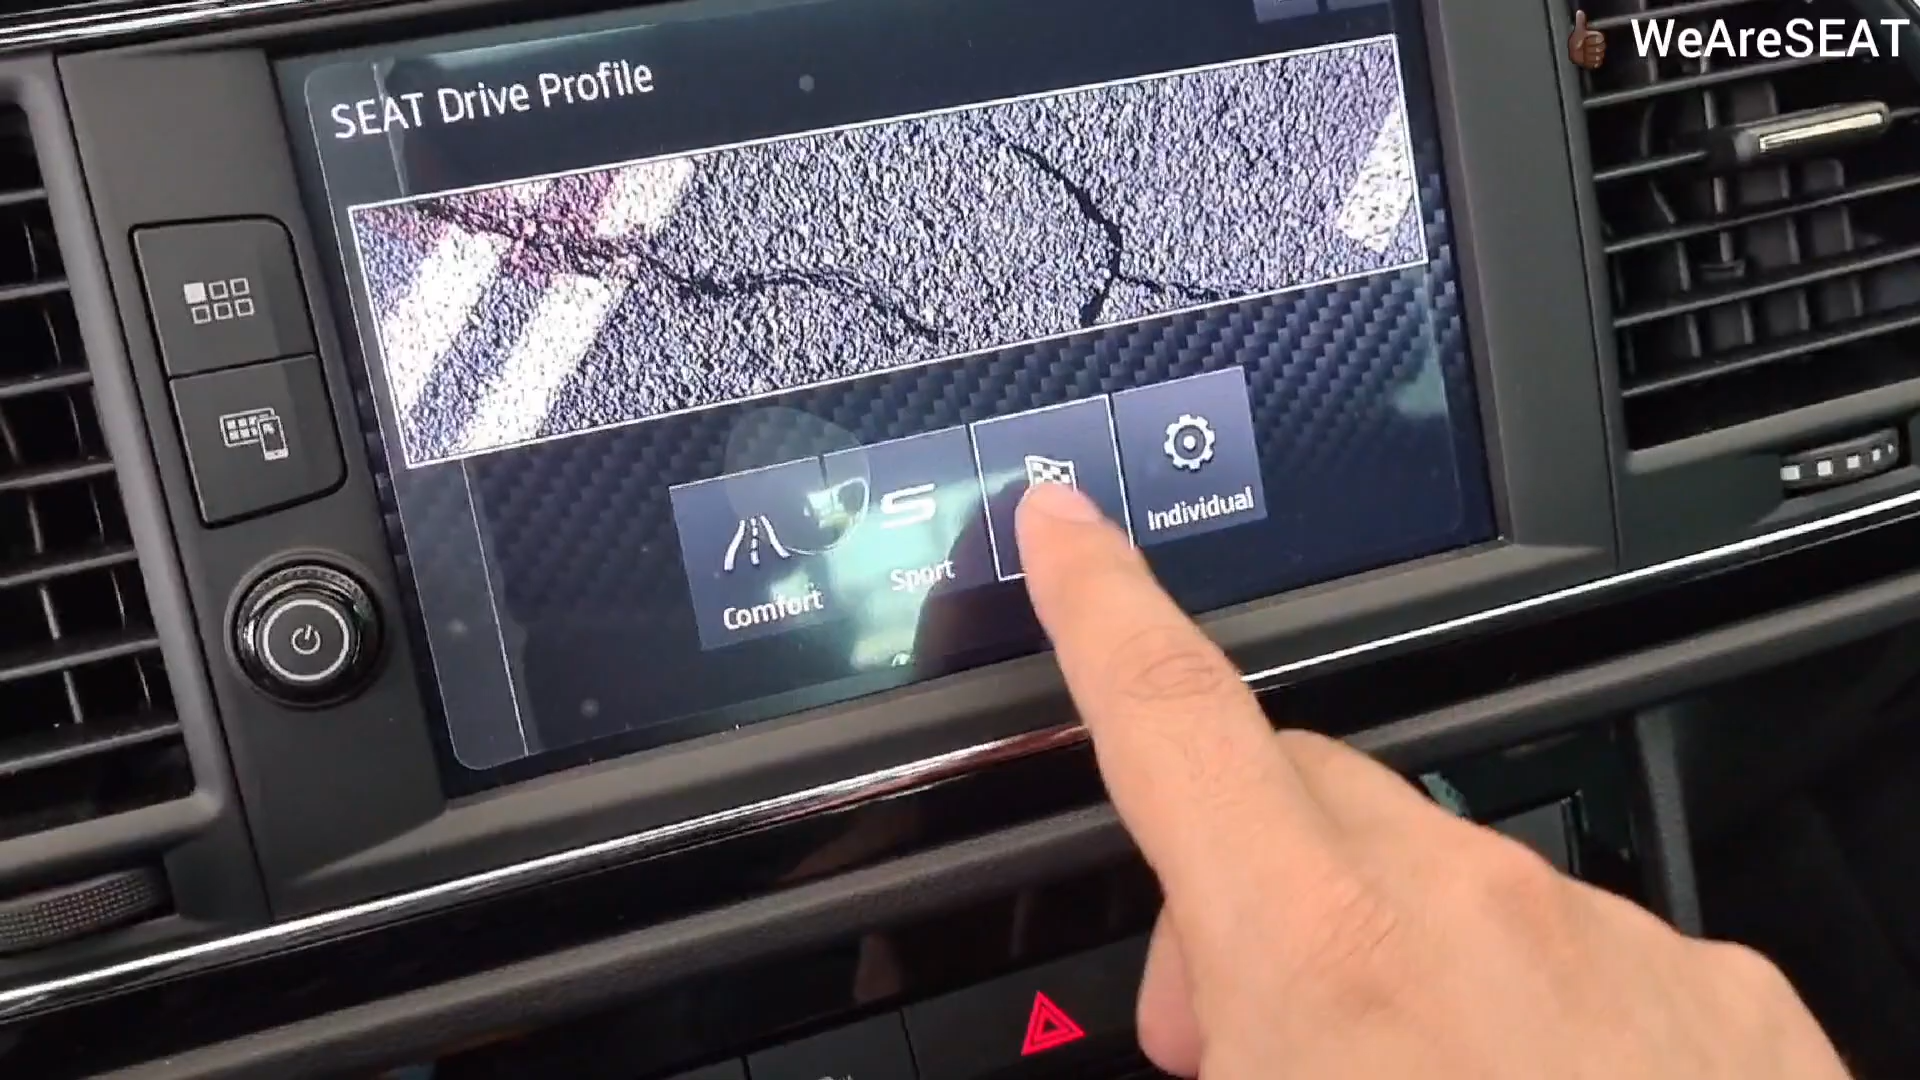 WeAreSEAT
SEAT Drive Profile
Comfort
Sport
Individual